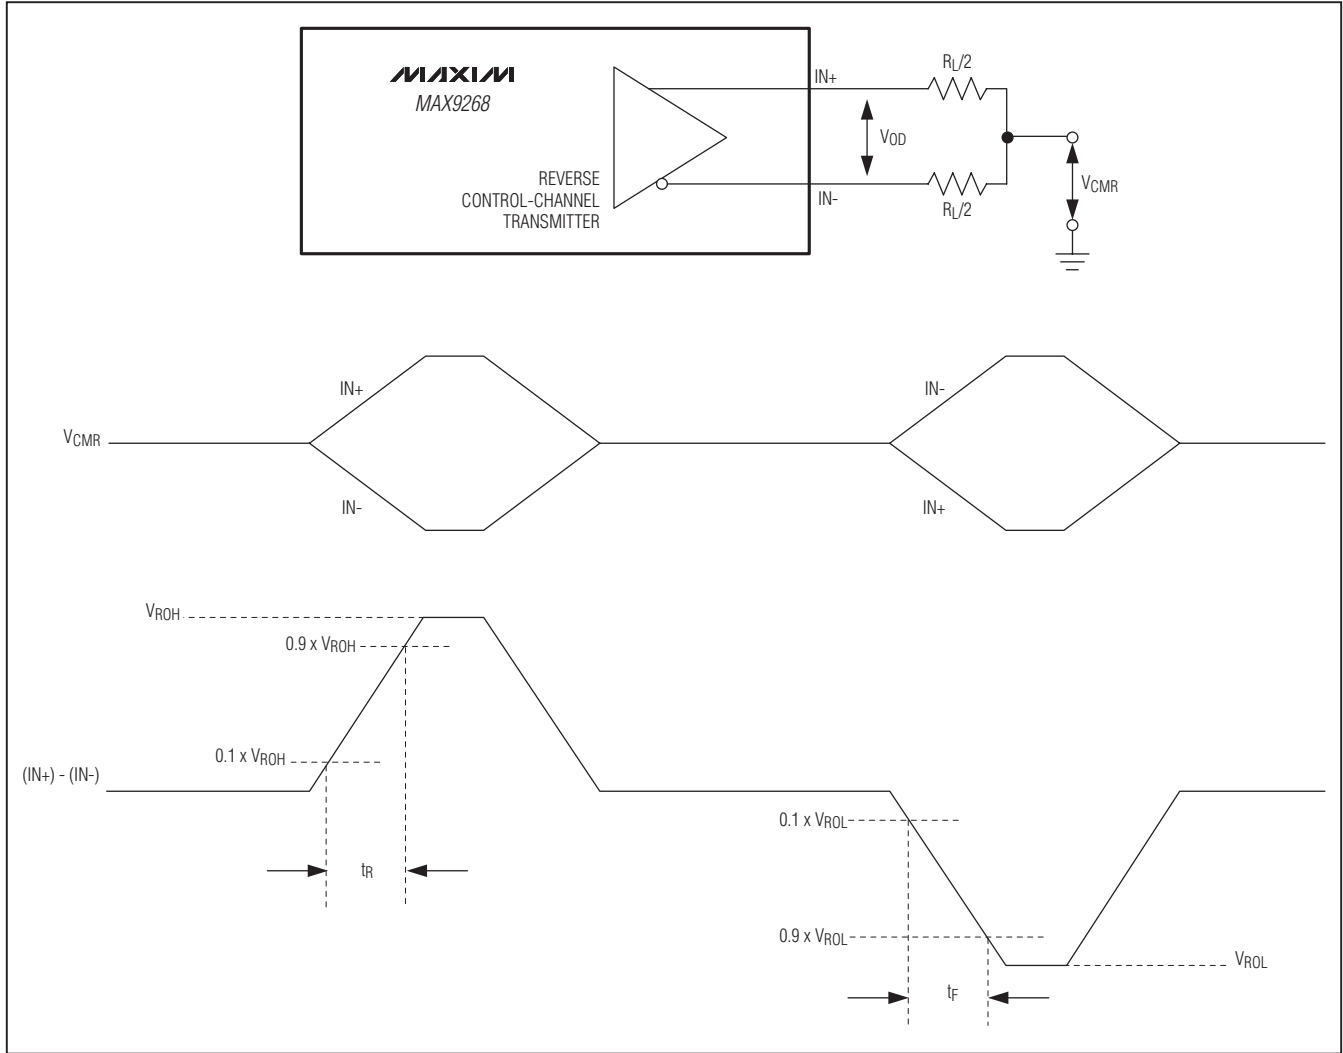 MAXIM
MAX9268
REVERSE
CONTROL-CHANNEL
TRANSMITTER
IN+
IN-
VOD
RL/2
RL/2
VCMR
VCMR
IN+
IN-
IN-
IN+
VROH
0.9 x VROH
0.1 x VROH
(IN+) - (IN-)
tR
0.1 x VROL
0.9 x VROL
VROL
tF